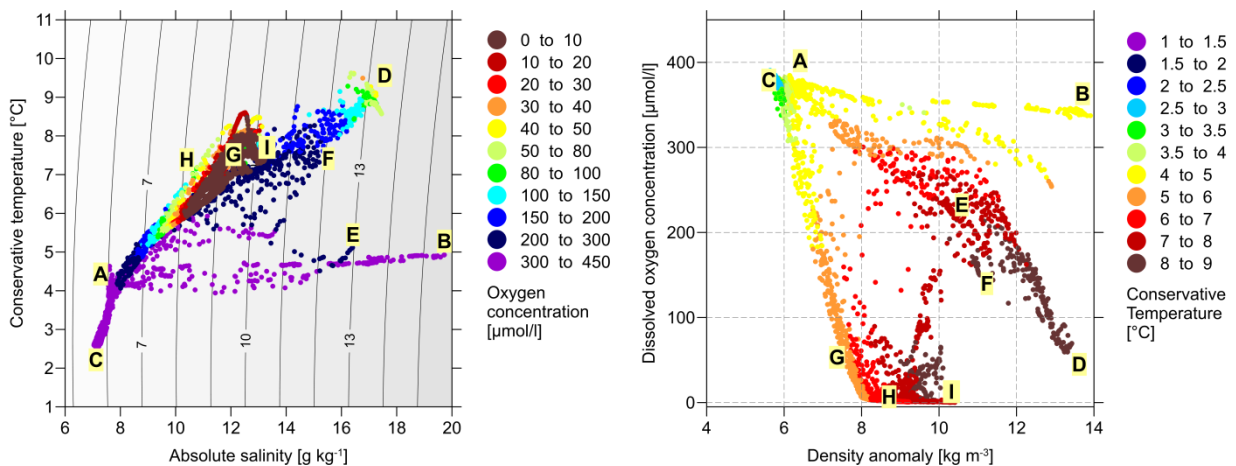 11
10
9
8
7
6
5
4
3
2
1
6
8
10
12
14
16
18
20
Conservative temperature [°C]
Absolute salinity [g kg⁻¹]
7
7
10
13
13
A
B
C
D
E
F
G
H
I
0 to 10
10 to 20
20 to 30
30 to 40
40 to 50
50 to 80
80 to 100
100 to 150
150 to 200
200 to 300
300 to 450
Oxygen
concentration
[µmol/l]
400
300
200
100
0
4
6
8
10
12
14
Dissolved oxygen concentration [µmol/l]
Density anomaly [kg m⁻³]
A
B
C
D
E
F
G
H
I
1 to 1.5
1.5 to 2
2 to 2.5
2.5 to 3
3 to 3.5
3.5 to 4
4 to 5
5 to 6
6 to 7
7 to 8
8 to 9
Conservative
Temperature
[°C]